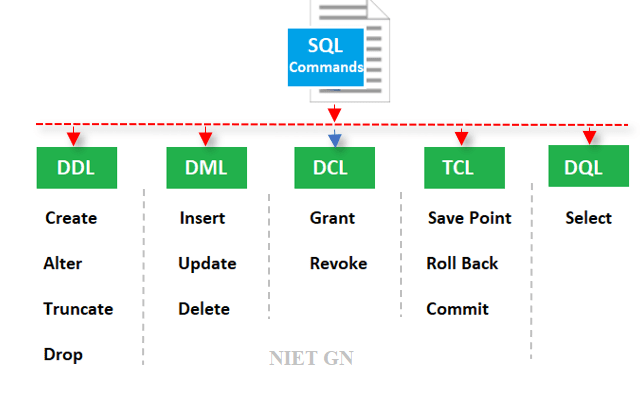 SQL
Commands
DDL
DML
DCL
TCL
DQL
Create
Insert
Grant
Save Point
Select
Alter
Update
Revoke
Roll Back
Truncate
Delete
Commit
Drop
NIET GN